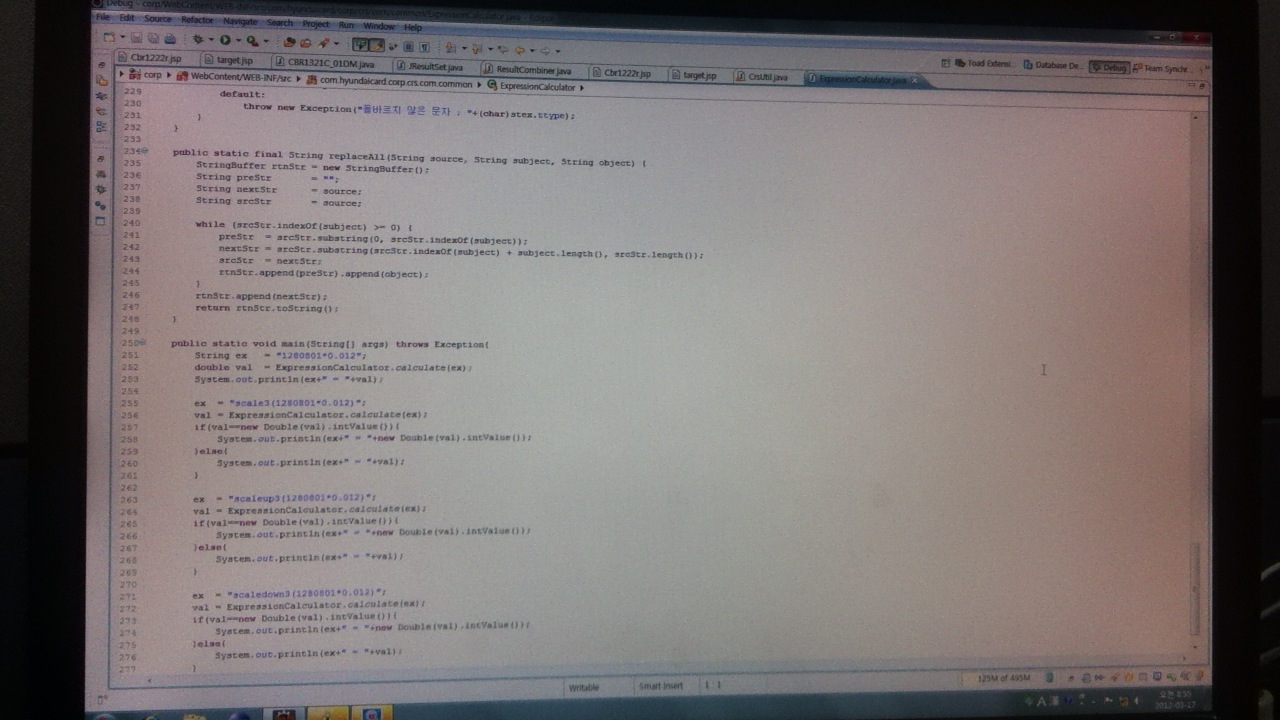 Debug - corp/WebContent/WEB-INF/src/com/hyundaicard/corp/crs/com/common/ExpressionCalculator.java - Eclipse
File Edit Source Refactor Navigate Search Project Run Window Help
Cbr1222r.jsp target.jsp CBR1321C_01DM.java JResultSet.java ResultCombiner.java Cbr1222r.jsp target.jsp CrsUtil.java ExpressionCalculator.java
Toad Extensi... Database De... Debug Team Synchr...
corp WebContent/WEB-INF/src com.hyundaicard.corp.crs.com.common ExpressionCalculator
229 default:
230 throw new Exception("올바르지 않은 문자 : "+(char)stex.ttype);
231 }
232 }
233
234 public static final String replaceAll(String source, String subject, String object) {
235 StringBuffer rtnStr = new StringBuffer();
236 String preStr = "";
237 String nextStr = source;
238 String srcStr = source;
239
240 while (srcStr.indexOf(subject) >= 0) {
241 preStr = srcStr.substring(0, srcStr.indexOf(subject));
242 nextStr = srcStr.substring(srcStr.indexOf(subject) + subject.length(), srcStr.length());
243 srcStr = nextStr;
244 rtnStr.append(preStr).append(object);
245 }
246 rtnStr.append(nextStr);
247 return rtnStr.toString();
248 }
249
250 public static void main(String[] args) throws Exception{
251 String ex = "1280801*0.012";
252 double val = ExpressionCalculator.calculate(ex);
253 System.out.println(ex+" = "+val);
254
255 ex = "scale3(1280801*0.012)";
256 val = ExpressionCalculator.calculate(ex);
257 if(val==new Double(val).intValue()){
258 System.out.println(ex+" = "+new Double(val).intValue());
259 }else{
260 System.out.println(ex+" = "+val);
261 }
262
263 ex = "scaleup3(1280801*0.012)";
264 val = ExpressionCalculator.calculate(ex);
265 if(val==new Double(val).intValue()){
266 System.out.println(ex+" = "+new Double(val).intValue());
267 }else{
268 System.out.println(ex+" = "+val);
269 }
270
271 ex = "scaledown3(1280801*0.012)";
272 val = ExpressionCalculator.calculate(ex);
273 if(val==new Double(val).intValue()){
274 System.out.println(ex+" = "+new Double(val).intValue());
275 }else{
276 System.out.println(ex+" = "+val);
277 }
Writable Smart Insert 1 : 1 125M of 495M
오전 8:55
2012-03-17